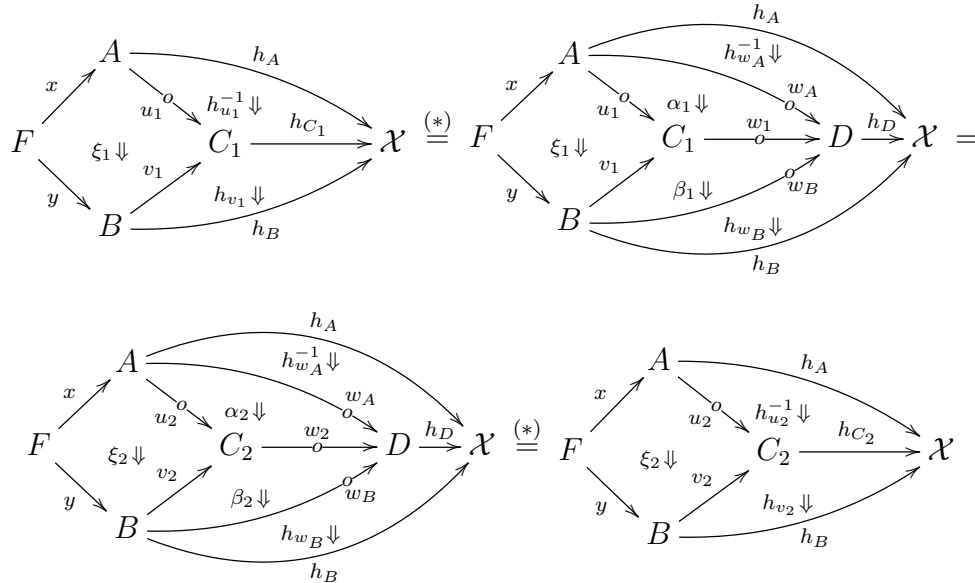 A h_A A h_A h_{w_A}^{-1}⇓
x u_1 h_{u_1}^{-1}⇓ x u_1 α_1⇓ w_A
F ξ_1⇓ C_1 h_{C_1} 𝒳 (*) = F ξ_1⇓ C_1 w_1 D h_D 𝒳 =
y v_1 h_{v_1}⇓ y v_1 β_1⇓ w_B
B h_B B h_{w_B}⇓ h_B
A h_A h_{w_A}^{-1}⇓ A h_A
x u_2 α_2⇓ w_A x u_2 h_{u_2}^{-1}⇓
F ξ_2⇓ C_2 w_2 D h_D 𝒳 (*) = F ξ_2⇓ C_2 h_{C_2} 𝒳
y v_2 β_2⇓ w_B y v_2 h_{v_2}⇓
B h_{w_B}⇓ h_B B h_B